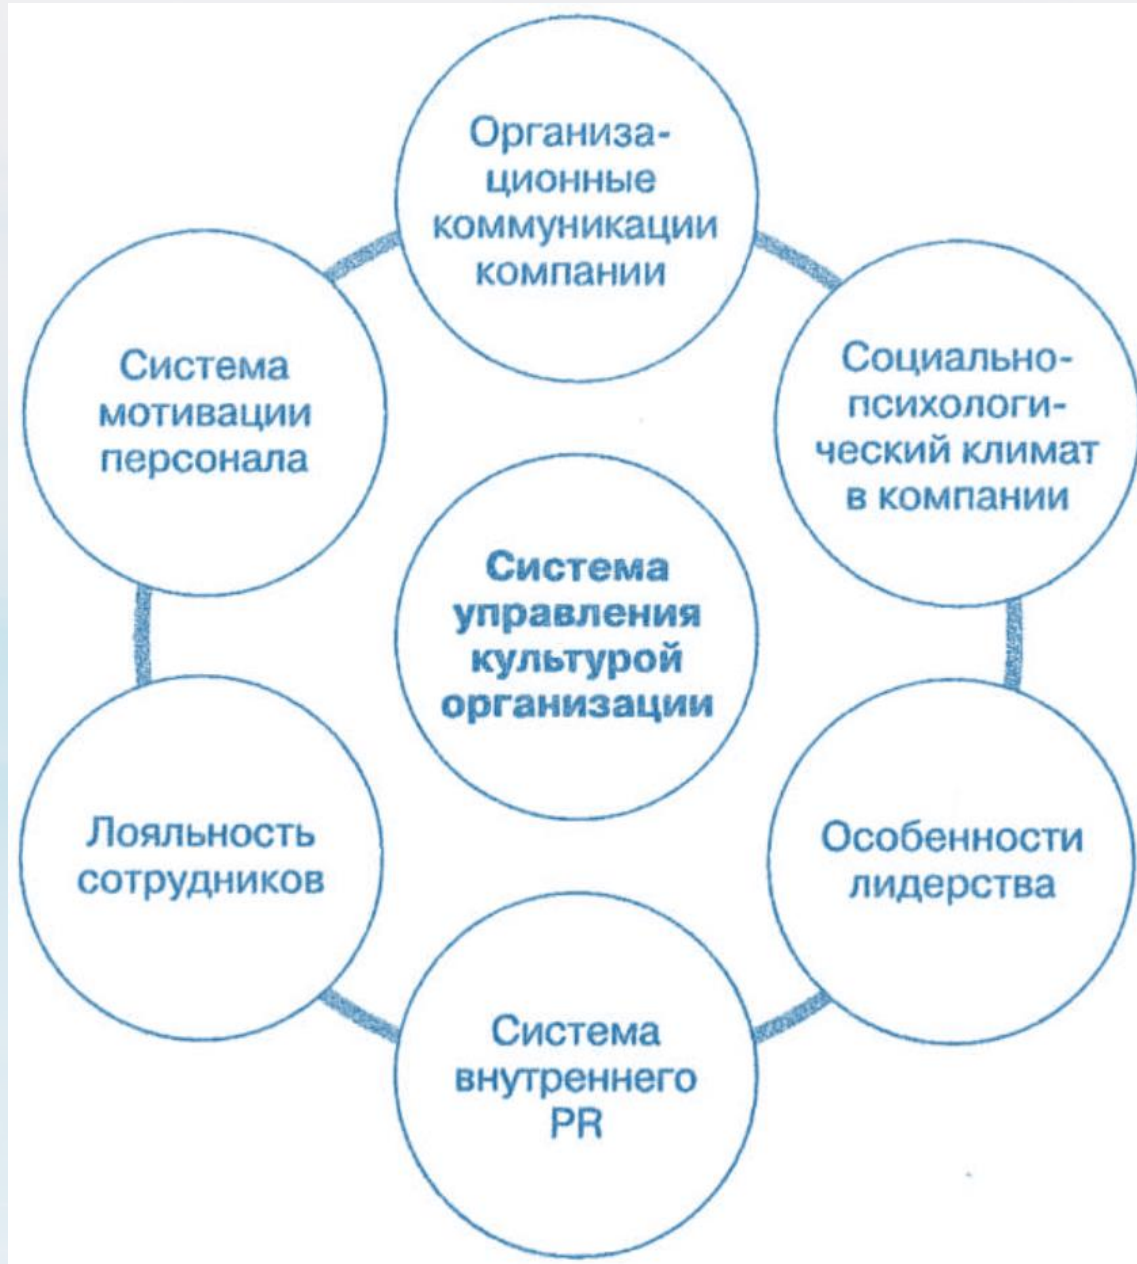 Организа-
ционные
коммуникации
компании
Социально-
психологи-
ческий климат
в компании
Особенности
лидерства
Система
внутреннего
PR
Лояльность
сотрудников
Система
мотивации
персонала
Система
управления
культурой
организации